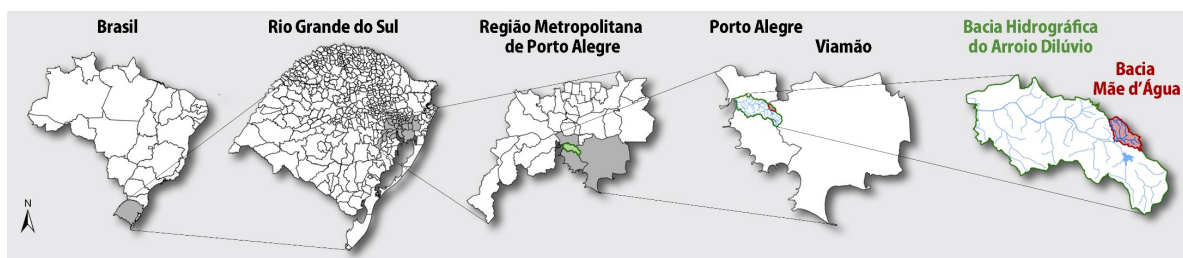 Brasil
Rio Grande do Sul
Região Metropolitana
de Porto Alegre
Porto Alegre
Viamão
Bacia Hidrográfica
do Arroio Dilúvio
Bacia
Mãe d’Água
N